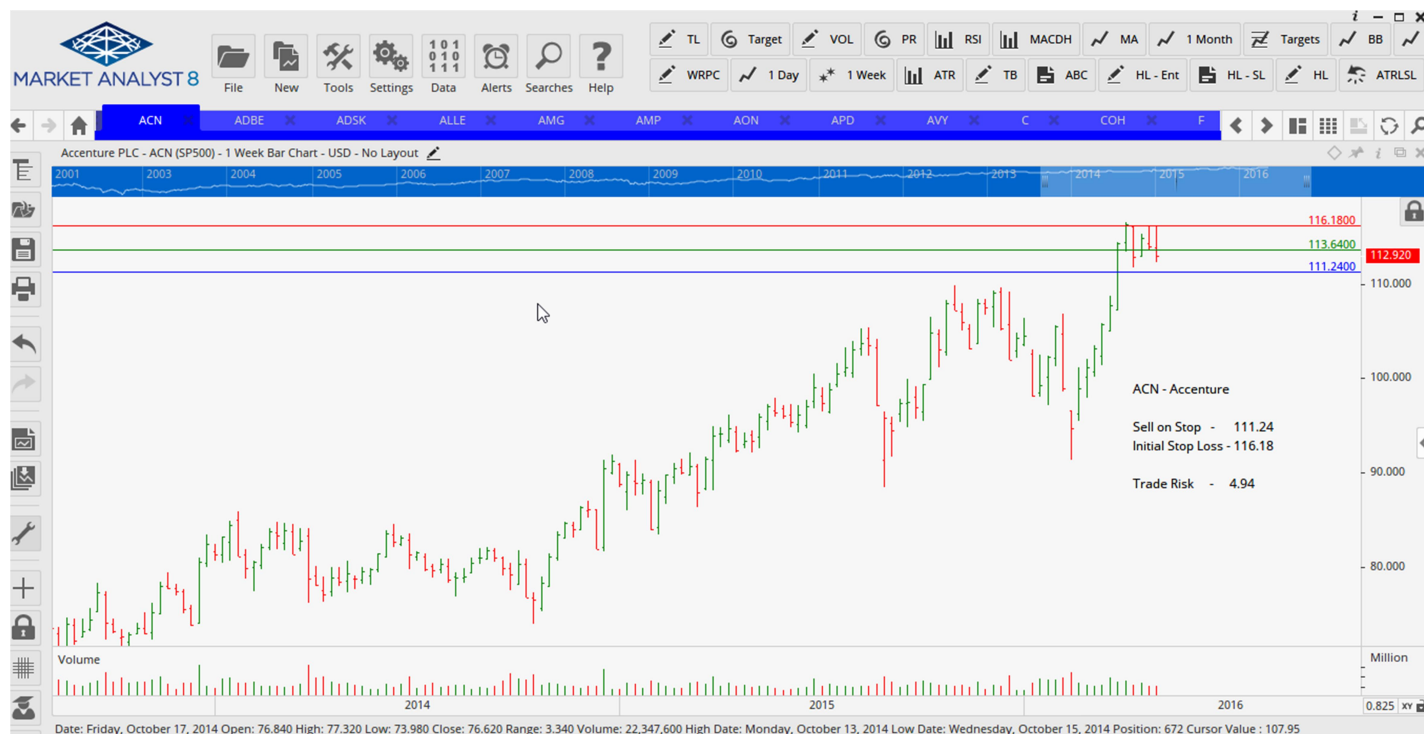 TL Target VOL PR RSI MACDH MA 1 Month Targets BB
MARKET ANALYST 8
File New Tools Settings Data Alerts Searches Help
WRPC 1 Day 1 Week ATR TB ABC HL - Ent HL - SL HL ATRLSL
ACN ADBE ADSK ALLE AMG AMP AON APD AVY C COH F
Accenture PLC - ACN (SP500) - 1 Week Bar Chart - USD - No Layout
2001 2003 2004 2005 2006 2007 2008 2009 2010 2011 2012 2013 2014 2015 2016
116.1800
113.6400
112.920
111.2400
110.000
100.000
ACN - Accenture
Sell on Stop - 111.24
Initial Stop Loss - 116.18
90.000
Trade Risk - 4.94
80.000
Volume
Million
2014 2015 2016
0.825 XY
Date: Friday, October 17, 2014 Open: 76.840 High: 77.320 Low: 73.980 Close: 76.620 Range: 3.340 Volume: 22,347,600 High Date: Monday, October 13, 2014 Low Date: Wednesday, October 15, 2014 Position: 672 Cursor Value : 107.95